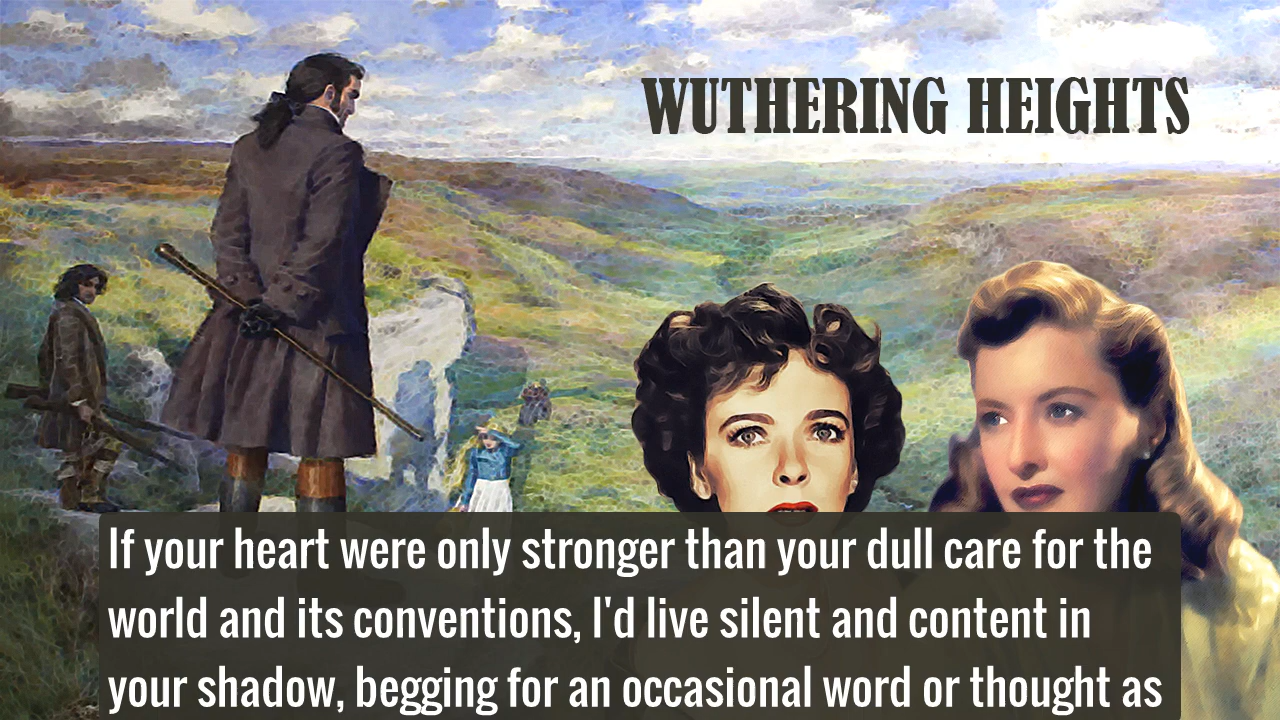 WUTHERING HEIGHTS
If your heart were only stronger than your dull care for the
world and its conventions, I'd live silent and content in
your shadow, begging for an occasional word or thought as